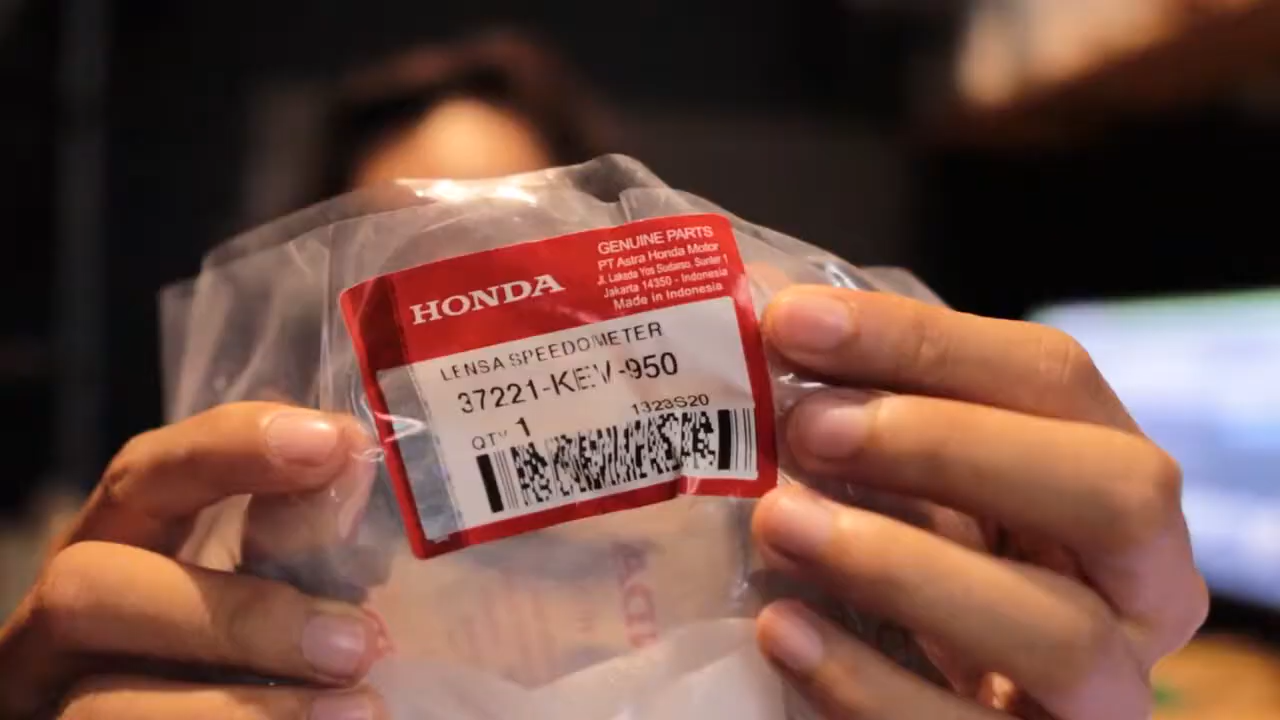 HONDA
GENUINE PARTS
PT Astra Honda Motor
Jl. Laksda Yos Sudarso, Sunter 1
Jakarta 14350 - Indonesia
Made in Indonesia
LENSA SPEEDOMETER
37221-KEV-950
1323S20
QTY 1